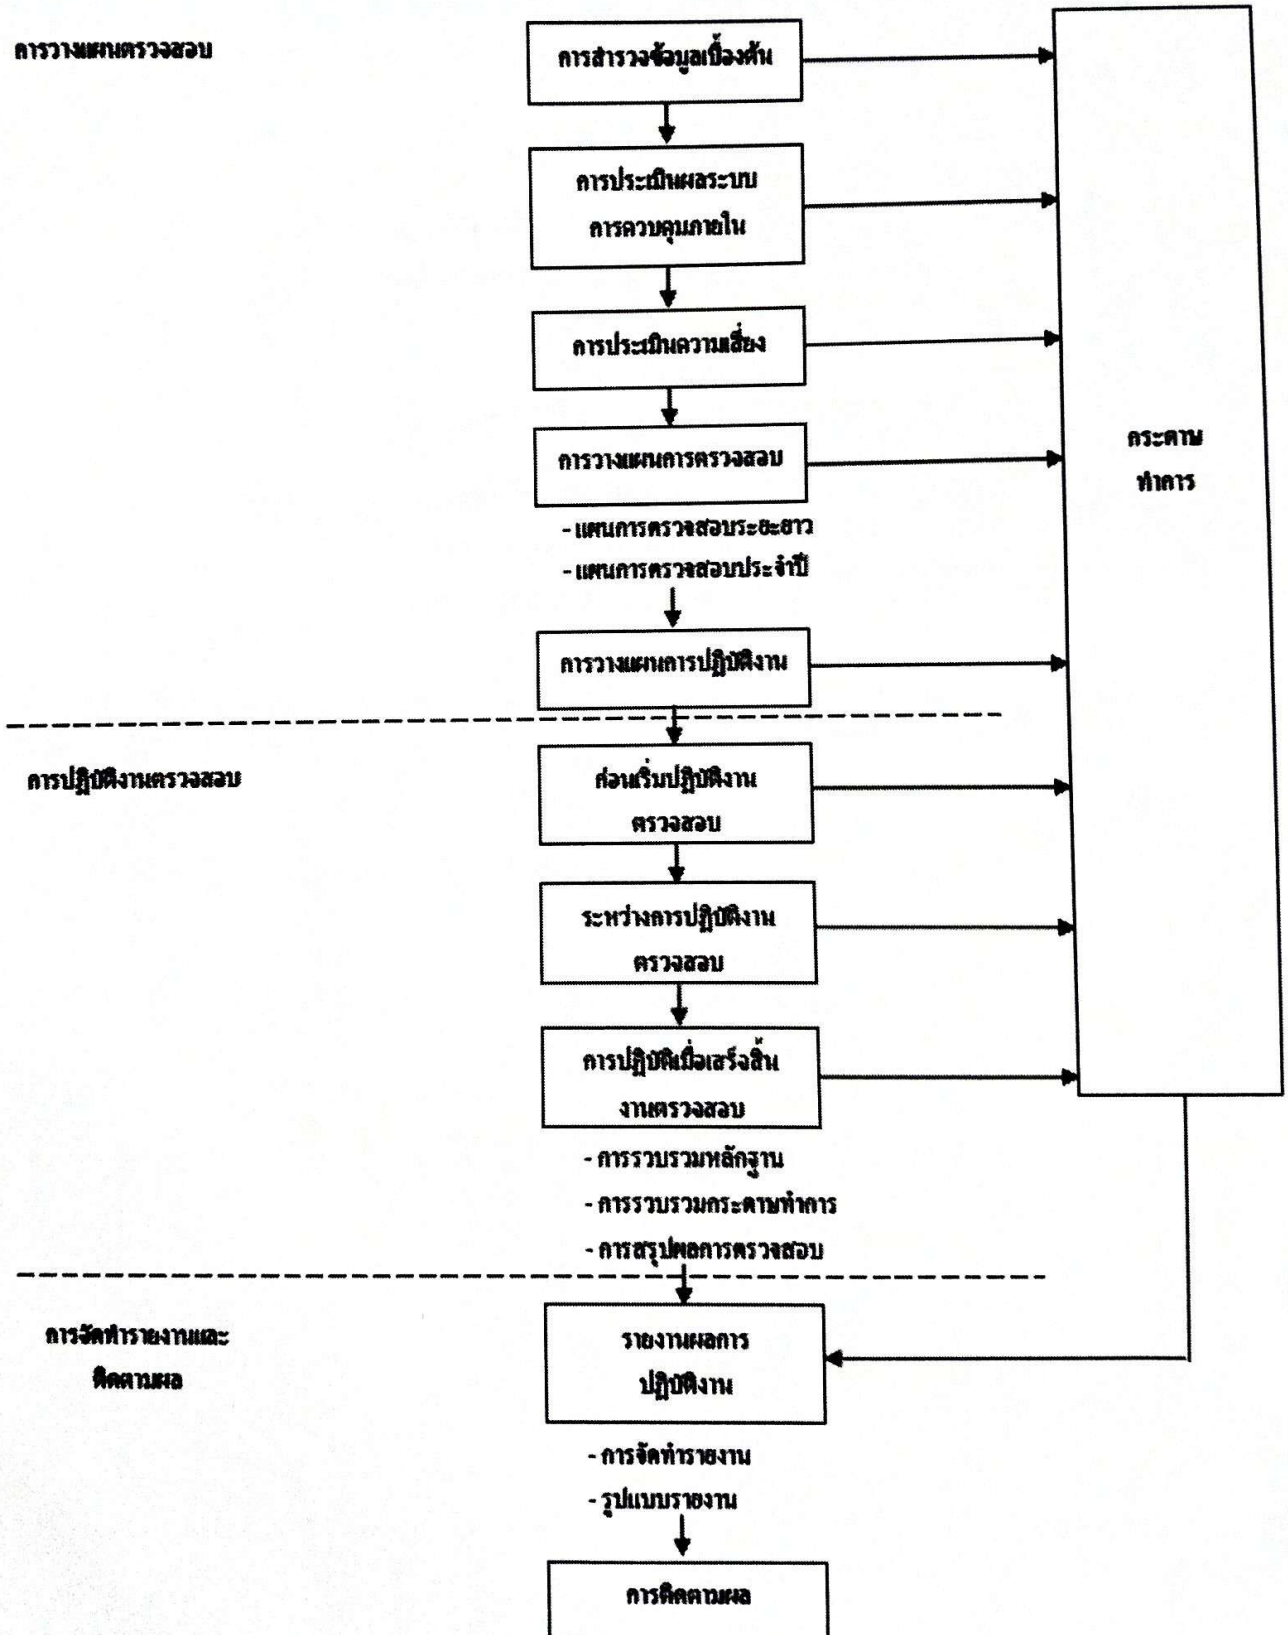 การวางแผนตรวจสอบ
การสำรวจข้อมูลเบื้องต้น
การประเมินผลระบบ
การควบคุมภายใน
การประเมินความเสี่ยง
การวางแผนการตรวจสอบ
- แผนการตรวจสอบระยะยาว
- แผนการตรวจสอบประจำปี
การวางแผนการปฏิบัติงาน
กระดาษ
ทำการ
การปฏิบัติงานตรวจสอบ
ก่อนเริ่มปฏิบัติงาน
ตรวจสอบ
ระหว่างการปฏิบัติงาน
ตรวจสอบ
การปฏิบัติเมื่อเสร็จสิ้น
งานตรวจสอบ
- การรวบรวมหลักฐาน
- การรวบรวมกระดาษทำการ
- การสรุปผลการตรวจสอบ
การจัดทำรายงานและ
ติดตามผล
รายงานผลการ
ปฏิบัติงาน
- การจัดทำรายงาน
- รูปแบบรายงาน
การติดตามผล